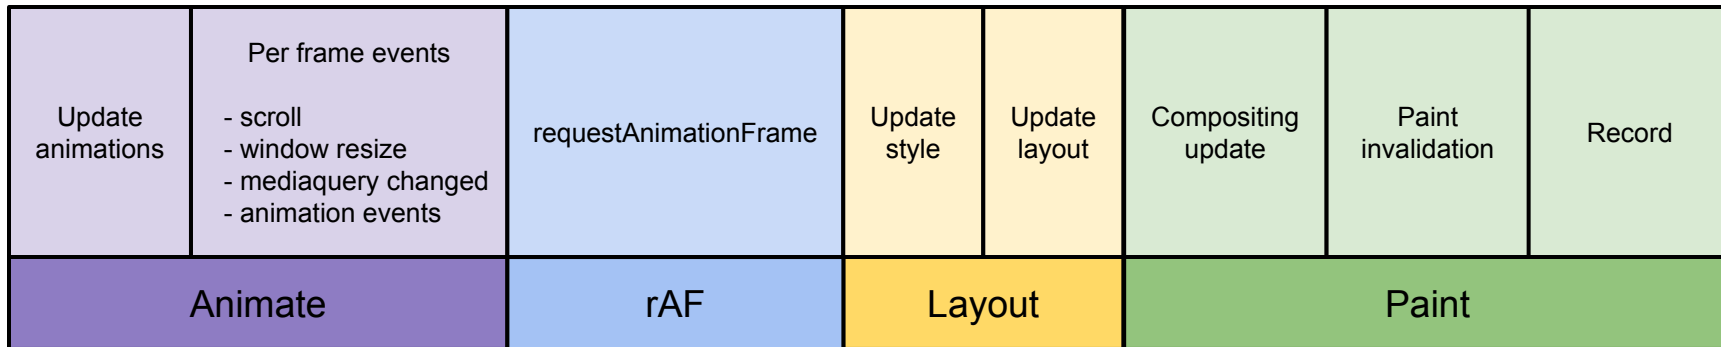 Update
animations
Per frame events
- scroll
- window resize
- mediaquery changed
- animation events
requestAnimationFrame
Update
style
Update
layout
Compositing
update
Paint
invalidation
Record
Animate
rAF
Layout
Paint